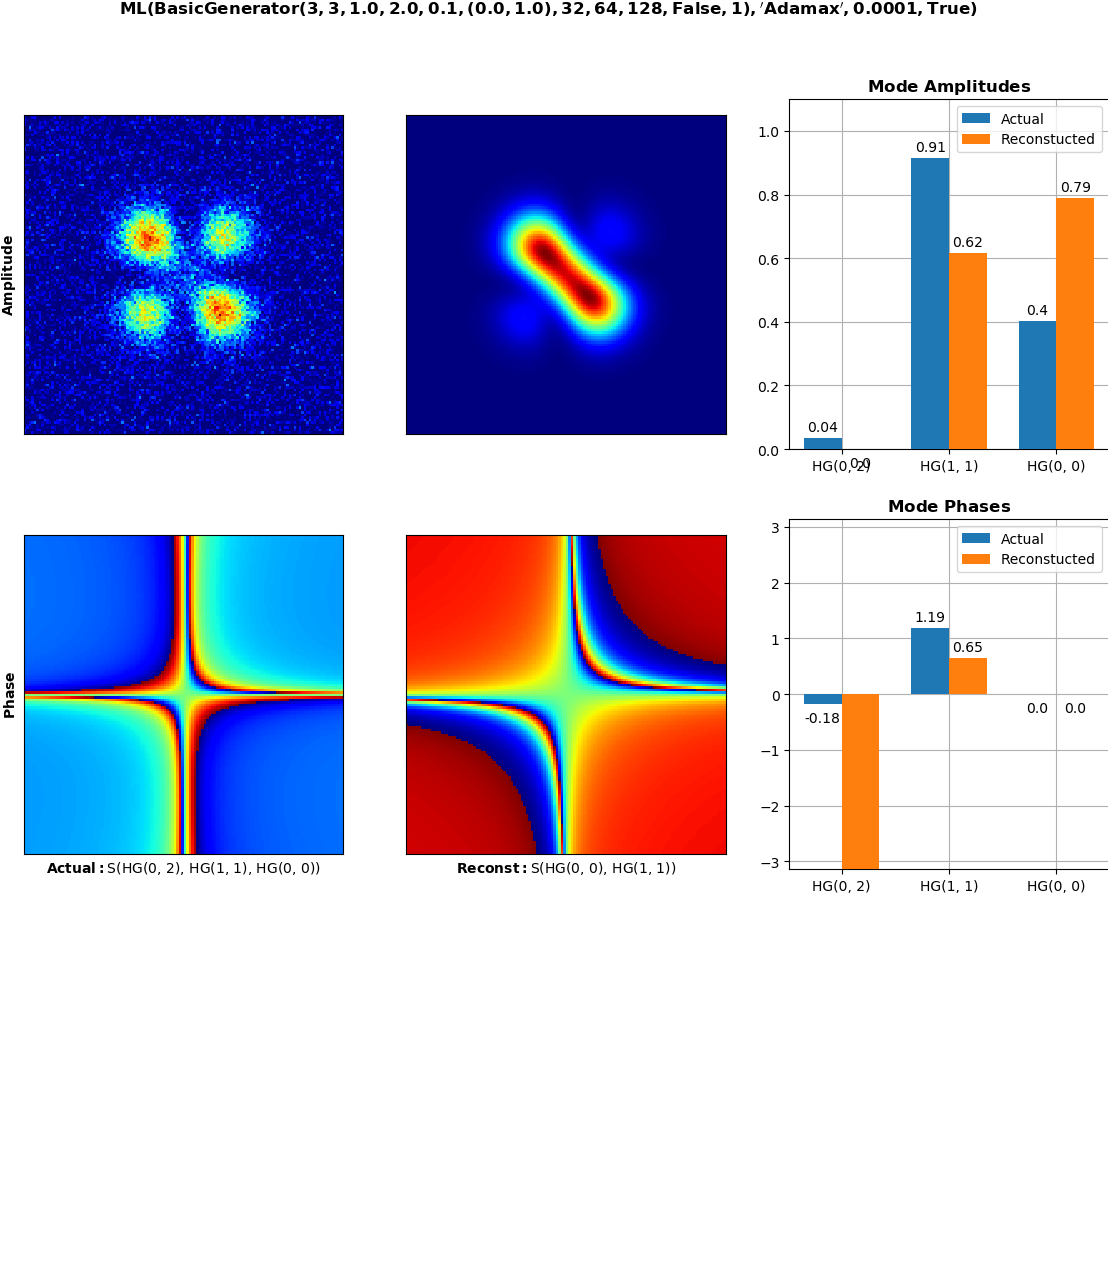 ML(BasicGenerator(3, 3, 1.0, 2.0, 0.1, (0.0, 1.0), 32, 64, 128, False, 1), ′Adamax′, 0.0001, True)
Amplitude
Mode Amplitudes
Actual
Reconstucted
1.0
0.8
0.6
0.4
0.2
0.0
0.04
0.0
0.91
0.62
0.4
0.79
HG(0, 2)
HG(1, 1)
HG(0, 0)
Phase
Actual: S(HG(0, 2), HG(1, 1), HG(0, 0))
Reconst: S(HG(0, 0), HG(1, 1))
Mode Phases
Actual
Reconstucted
3
2
1
0
−1
−2
−3
-0.18
1.19
0.65
0.0
0.0
HG(0, 2)
HG(1, 1)
HG(0, 0)